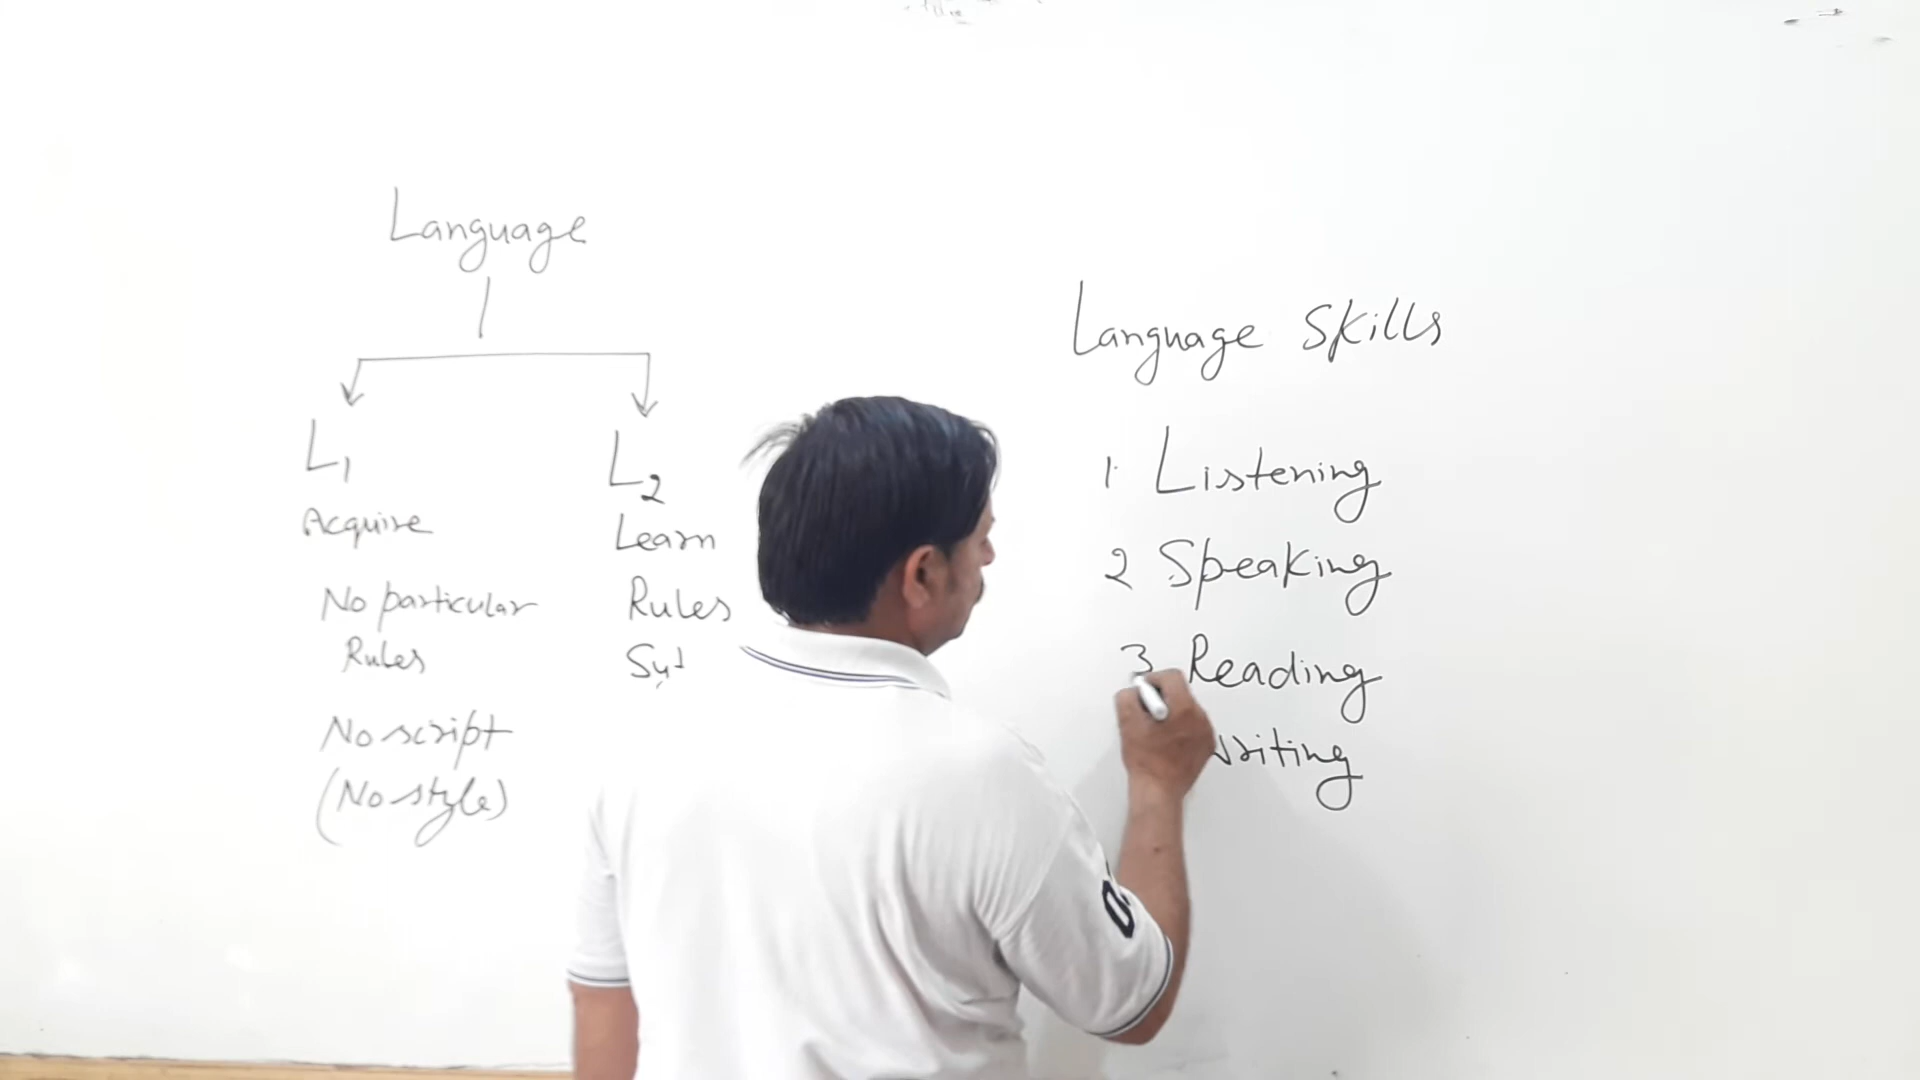 Language
L1
Acquire
No particular
Rules
No script
(No style)
L2
Learn
Rules
Language Skills
1 Listening
2 Speaking
3 Reading
writing